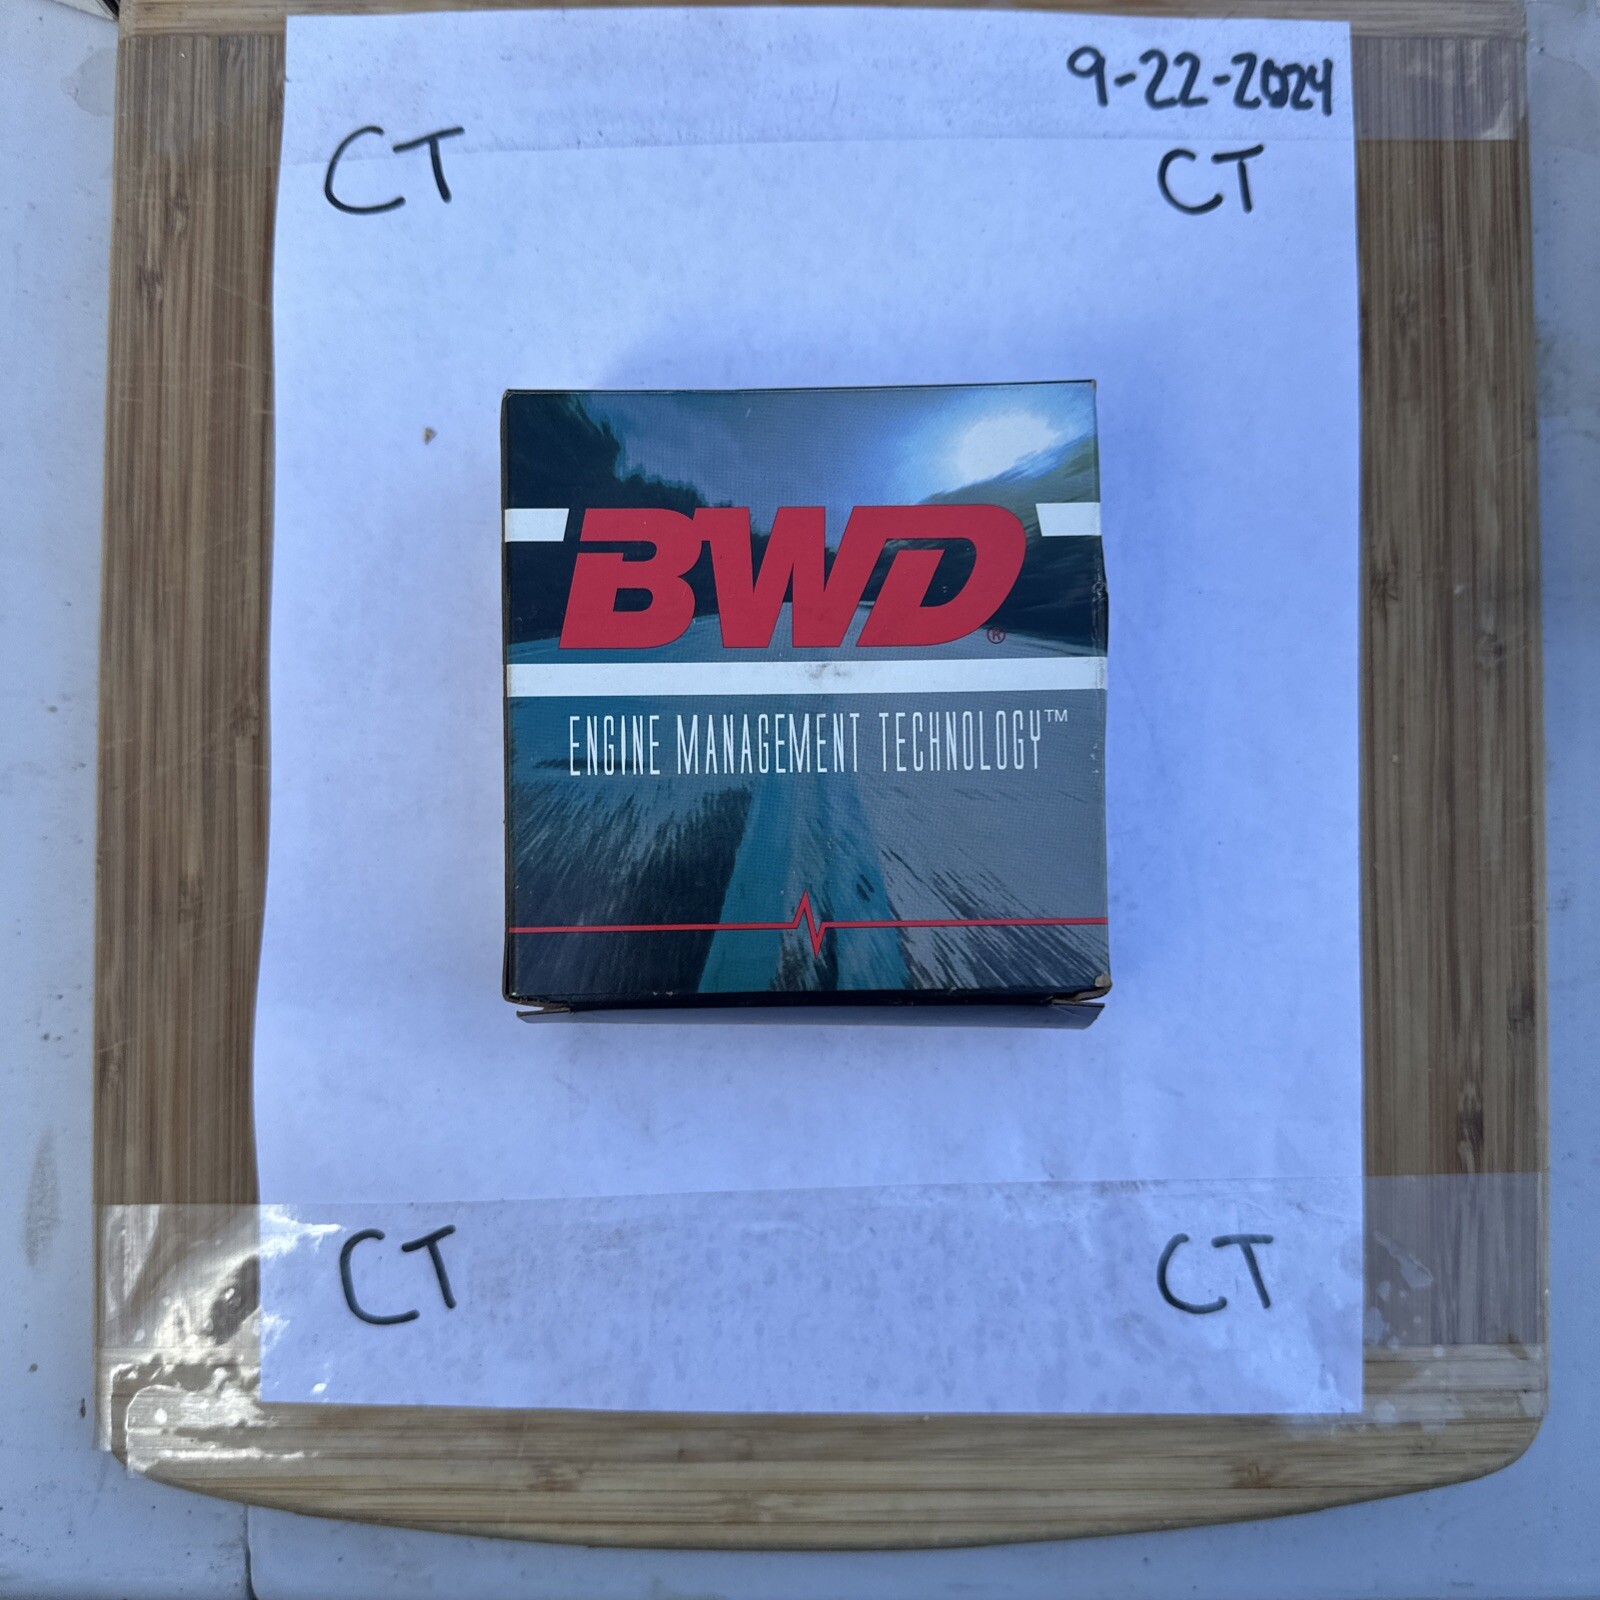 9-22-2024
CT CT
BWD®
ENGINE MANAGEMENT TECHNOLOGY™
CT CT